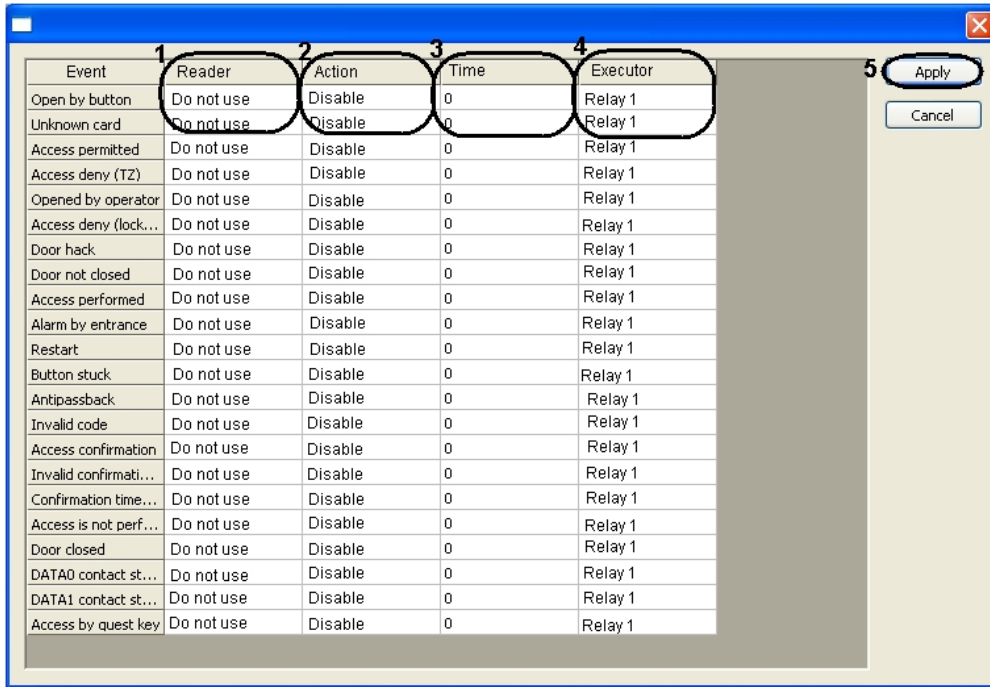 1 2 3 4
Event Reader Action Time Executor
5 Apply
Open by button Do not use Disable 0 Relay 1
Unknown card Do not use Disable 0 Relay 1
Cancel
Access permitted Do not use Disable 0 Relay 1
Access deny (TZ) Do not use Disable 0 Relay 1
Opened by operator Do not use Disable 0 Relay 1
Access deny (lock... Do not use Disable 0 Relay 1
Door hack Do not use Disable 0 Relay 1
Door not closed Do not use Disable 0 Relay 1
Access performed Do not use Disable 0 Relay 1
Alarm by entrance Do not use Disable 0 Relay 1
Restart Do not use Disable 0 Relay 1
Button stuck Do not use Disable 0 Relay 1
Antipassback Do not use Disable 0 Relay 1
Invalid code Do not use Disable 0 Relay 1
Access confirmation Do not use Disable 0 Relay 1
Invalid confirmati... Do not use Disable 0 Relay 1
Confirmation time... Do not use Disable 0 Relay 1
Access is not perf... Do not use Disable 0 Relay 1
Door closed Do not use Disable 0 Relay 1
DATA0 contact st... Do not use Disable 0 Relay 1
DATA1 contact st... Do not use Disable 0 Relay 1
Access by quest key Do not use Disable 0 Relay 1